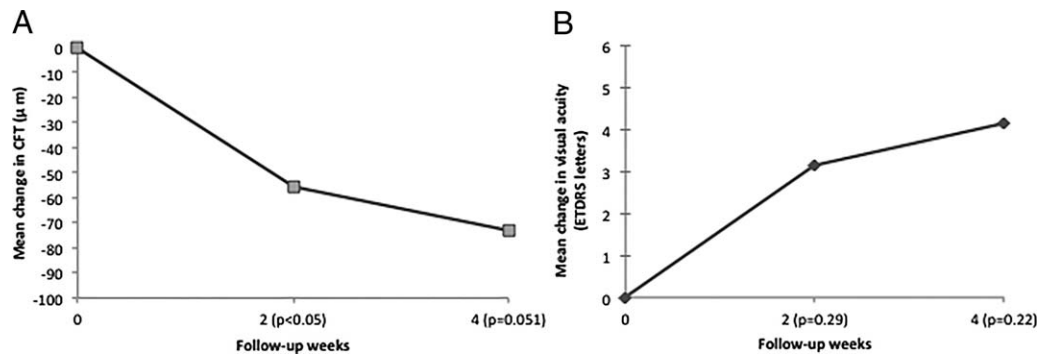 A
Mean change in CFT (μ m)
0
-10
-20
-30
-40
-50
-60
-70
-80
-90
-100
0
2 (p<0.05)
4 (p=0.051)
Follow-up weeks
B
Mean change in visual acuity
(ETDRS letters)
6
5
4
3
2
1
0
0
2 (p=0.29)
4 (p=0.22)
Follow-up weeks